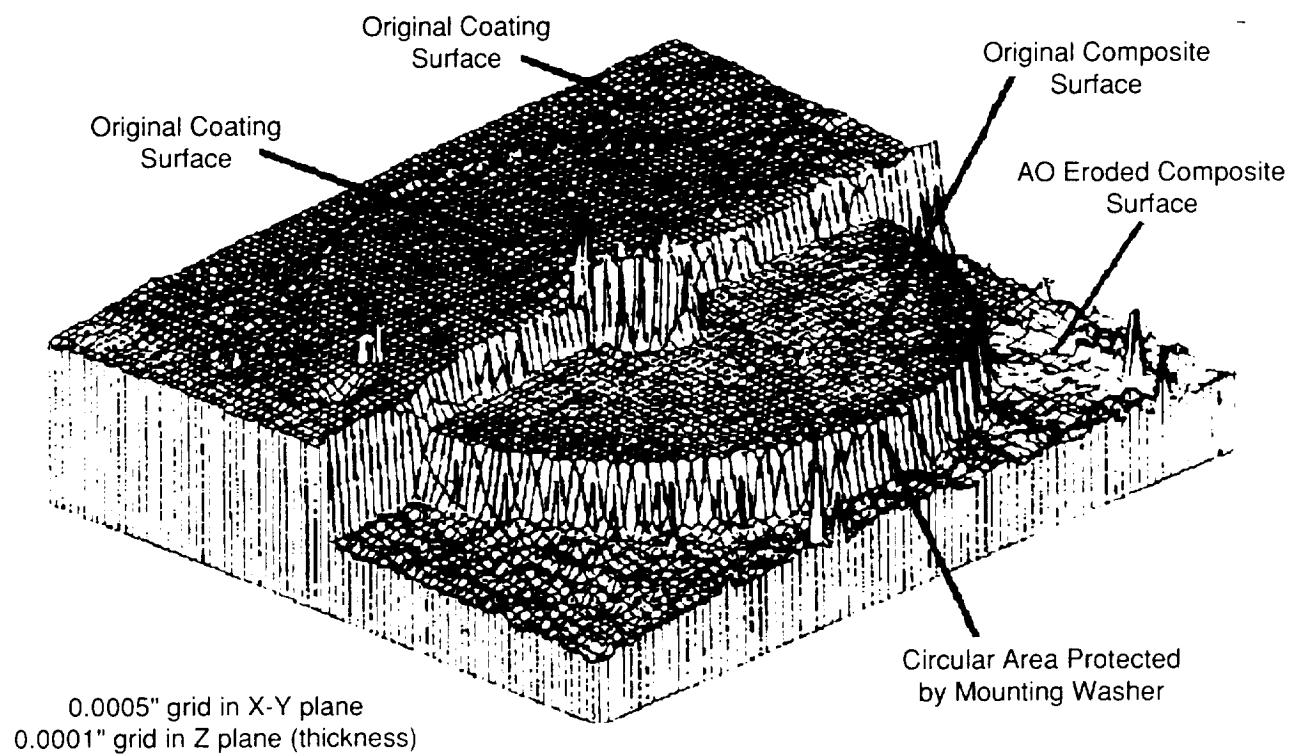 Original Coating
Surface
Original Composite
Surface
Original Coating
Surface
AO Eroded Composite
Surface
Circular Area Protected
by Mounting Washer
0.0005" grid in X-Y plane
0.0001" grid in Z plane (thickness)